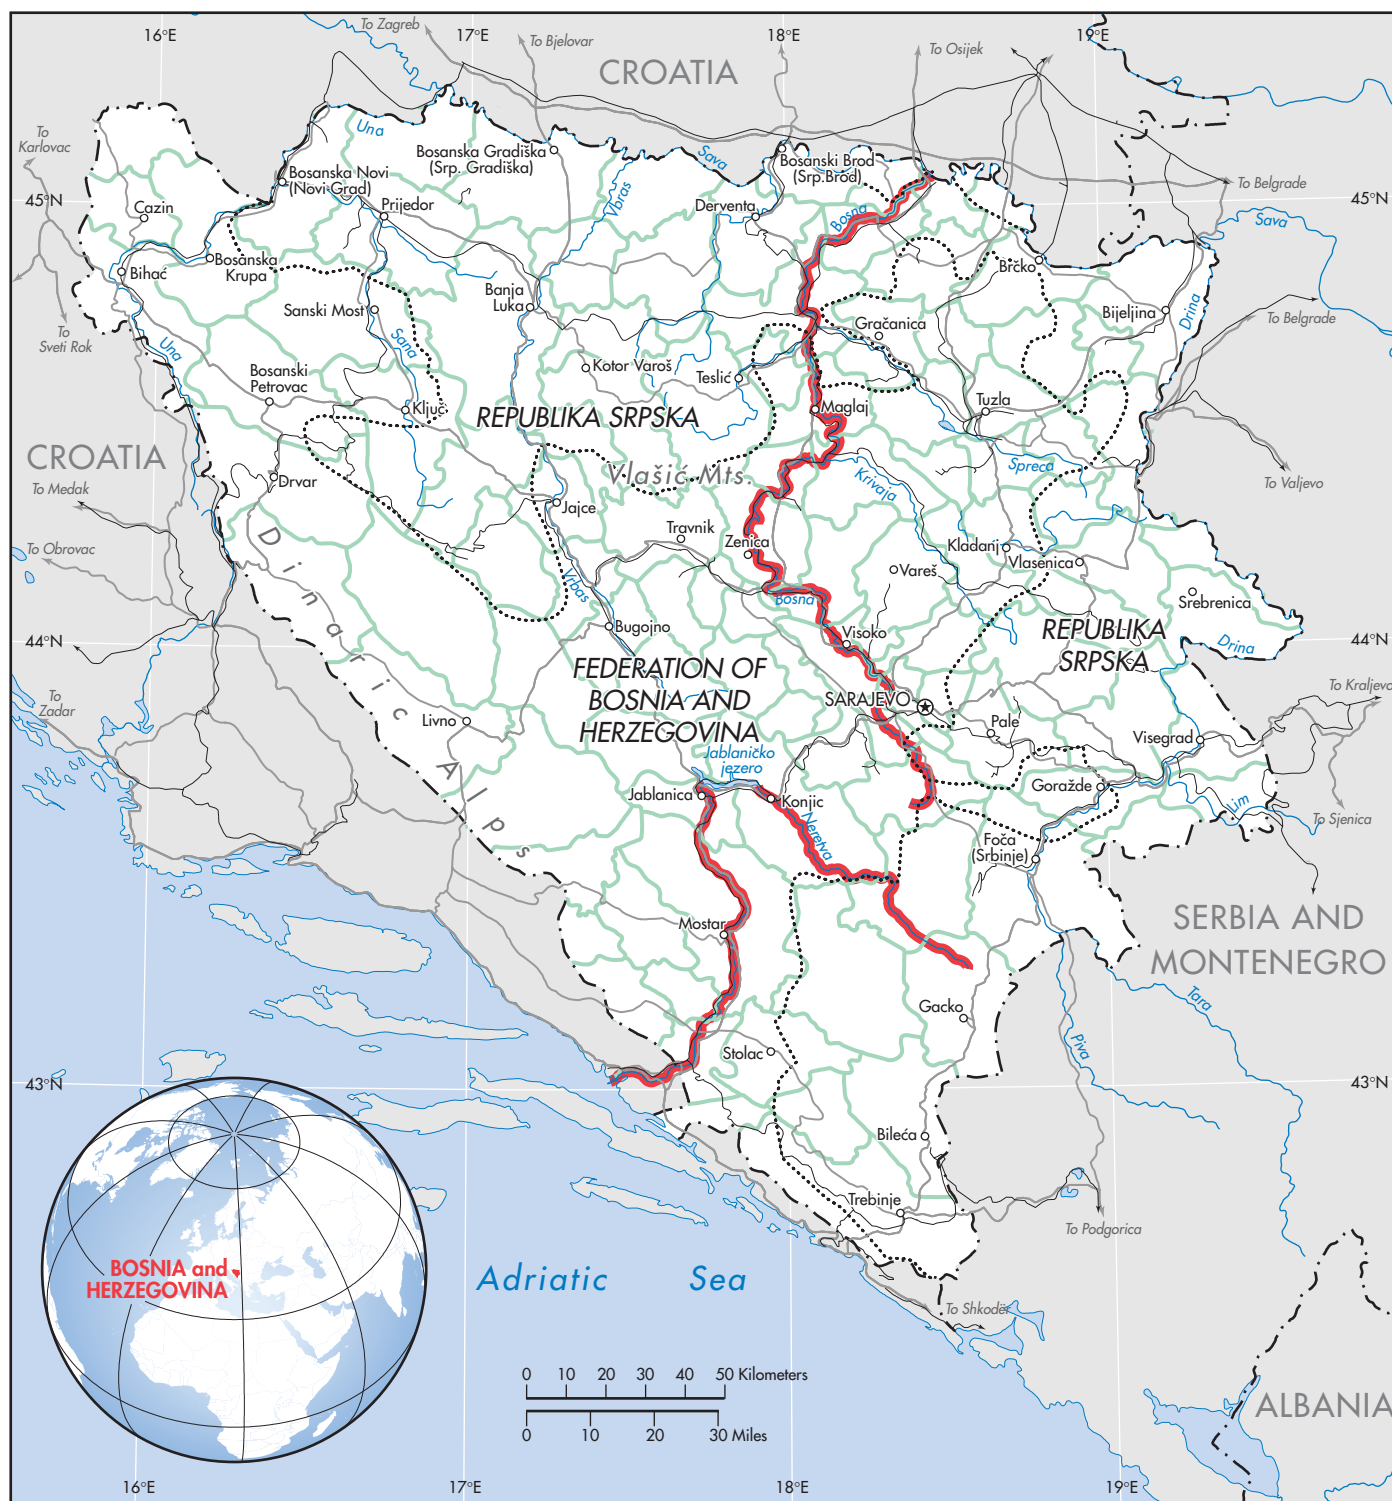 16°E
To Zagreb
17°E
To Bjelovar
18°E
To Osijek
19°E
CROATIA
To
Karlovac
Una
Bosanska Gradiška
(Srp. Gradiška)
Sava
Bosanski Brod
(Srp.Brod)
Bosanska Novi
(Novi Grad)
To Belgrade
45°N
45°N
Cazin
Prijedor
Vbras
Derventa
Bosna
Sava
Bihać
Bosanska
Krupa
Brčko
Banja
Luka
Sanski Most
Sana
Bijeljina
Drina
To Belgrade
To
Sveti Rok
Una
Gračanica
Bosanski
Petrovac
Kotor Varoš
Teslić
Ključ
REPUBLIKA SRPSKA
Maglaj
Tuzla
CROATIA
To Medak
Drvar
Vlašić Mts.
Krivaja
Spreca
To Valjevo
Jajce
Travnik
Zenica
To Obrovac
Dinaric Alps
Kladanj
Vlasenica
Vareš
Vrbas
Bosna
Srebrenica
Bugojno
Visoko
REPUBLIKA
SRPSKA
Drina
44°N
44°N
FEDERATION OF
BOSNIA AND
HERZEGOVINA
To
Zadar
SARAJEVO
To Kraljevo
Livno
Pale
Visegrad
Jablaničko
jezero
Jablanica
Konjic
Goražde
Lim
To Sjenica
Neretva
Foča
(Srbinje)
Mostar
SERBIA AND
MONTENEGRO
Tara
Gacko
Piva
Stolac
43°N
43°N
Bileća
Trebinje
To Podgorica
BOSNIA and
HERZEGOVINA
Adriatic Sea
To Shkodër
0 10 20 30 40 50 Kilometers
0 10 20 30 Miles
ALBANIA
16°E
17°E
18°E
19°E